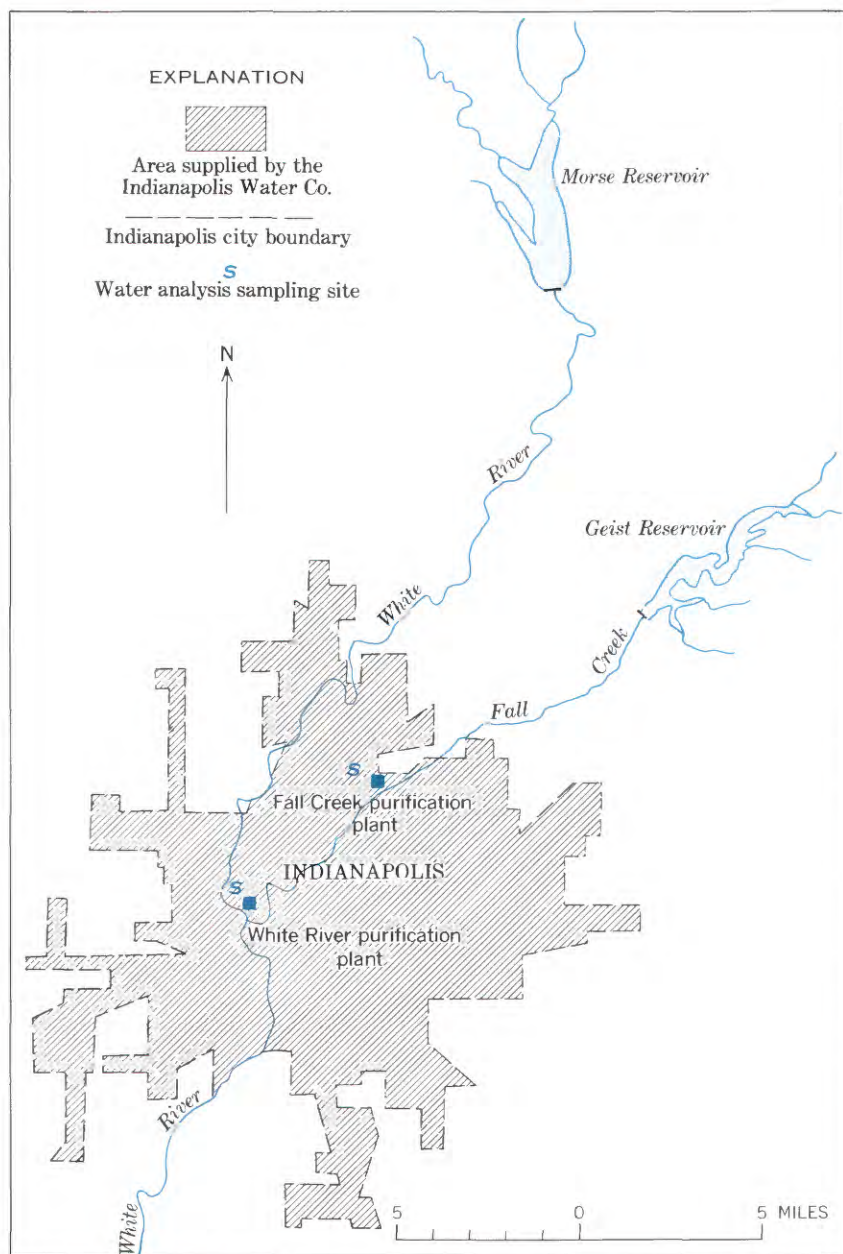 EXPLANATION
Area supplied by the
Indianapolis Water Co.
Indianapolis city boundary
S
Water analysis sampling site
N
Morse Reservoir
River
White
Geist Reservoir
Creek
Fall
S
Fall Creek purification
plant
INDIANAPOLIS
S
White River purification
plant
River
White
5 0 5 MILES